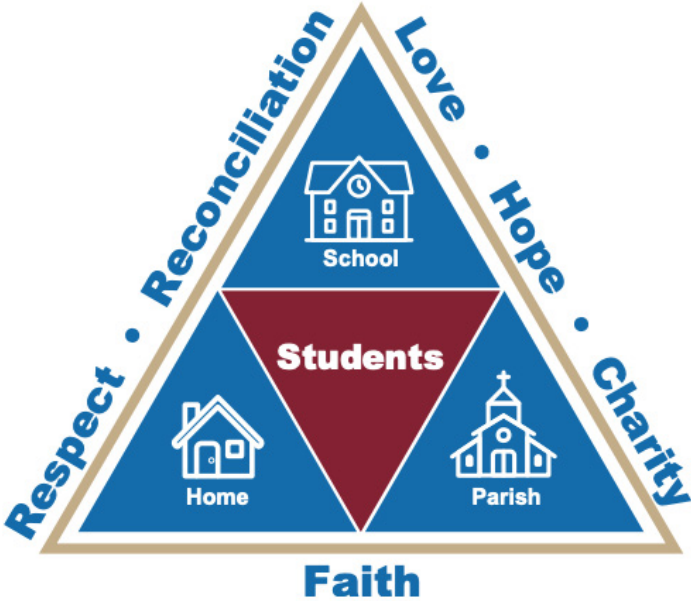 Respect • Reconciliation
Love • Hope • Charity
School
Students
Home
Parish
Faith